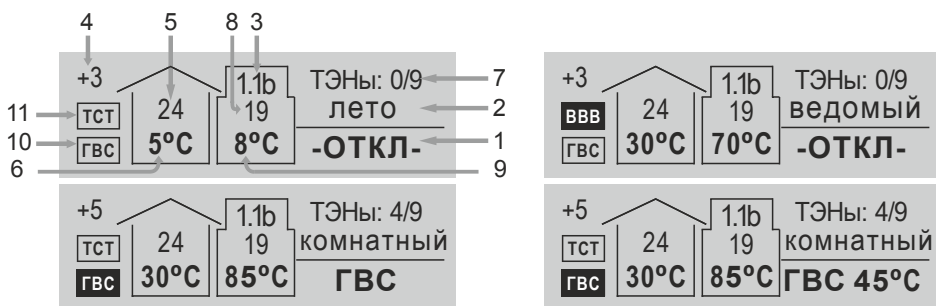 4 5 8 3
+3 1.1b ТЭНы: 0/9 7
11 ТСТ 24 19 лето 2
10 ГВС 5ºC 8ºC -ОТКЛ- 1
6 9
+3 1.1b ТЭНы: 0/9
ВВВ 24 19 ведомый
ГВС 30ºC 70ºC -ОТКЛ-
+5 1.1b ТЭНы: 4/9
ТСТ 24 19 комнатный
ГВС 30ºC 85ºC ГВС
+5 1.1b ТЭНы: 4/9
ТСТ 24 19 комнатный
ГВС 30ºC 85ºC ГВС 45ºC